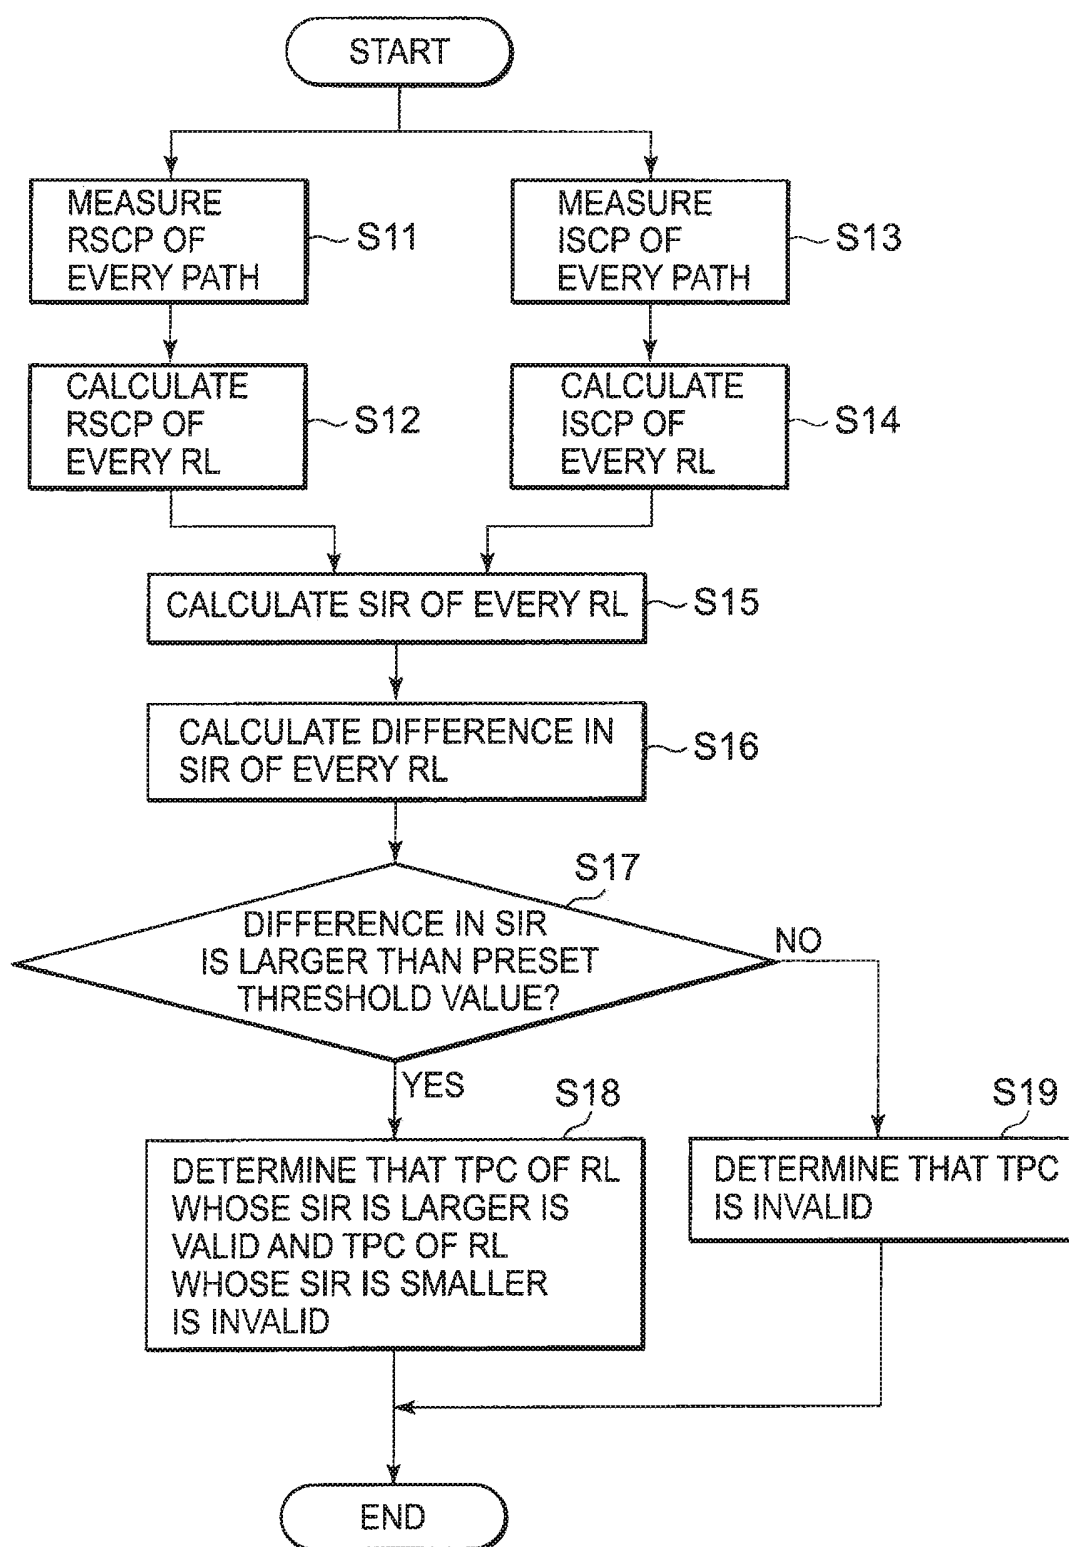 START
MEASURE
RSCP OF
EVERY PATH
S11
MEASURE
ISCP OF
EVERY PATH
S13
CALCULATE
RSCP OF
EVERY RL
S12
CALCULATE
ISCP OF
EVERY RL
S14
CALCULATE SIR OF EVERY RL
S15
CALCULATE DIFFERENCE IN
SIR OF EVERY RL
S16
S17
DIFFERENCE IN SIR
IS LARGER THAN PRESET
THRESHOLD VALUE?
NO
YES
S18
DETERMINE THAT TPC OF RL
WHOSE SIR IS LARGER IS
VALID AND TPC OF RL
WHOSE SIR IS SMALLER
IS INVALID
S19
DETERMINE THAT TPC
IS INVALID
END